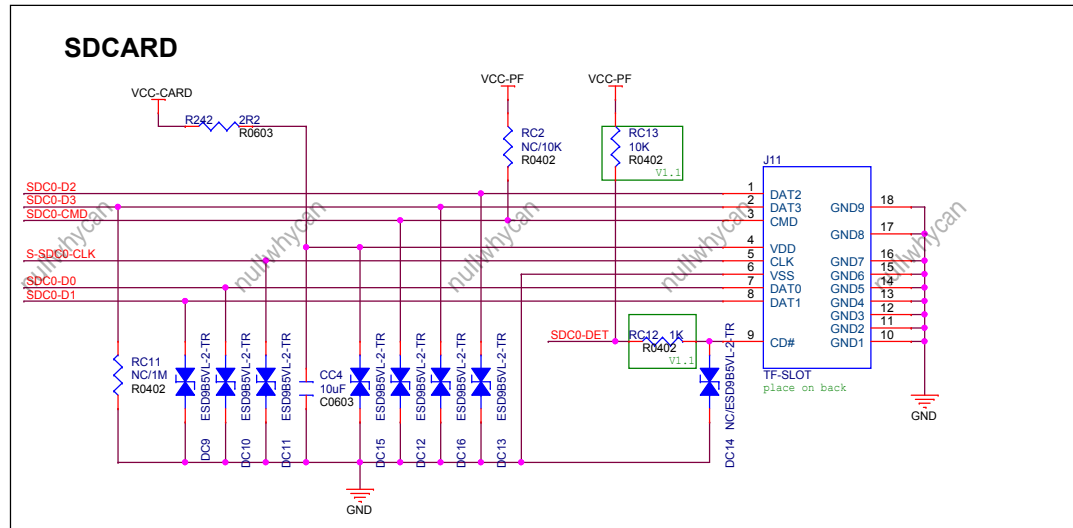 SDCARD
VCC-CARD
R242 2R2
R0603
VCC-PF
RC2
NC/10K
R0402
VCC-PF
RC13
10K
R0402
V1.1
J11
SDC0-D2
SDC0-D3
SDC0-CMD
S-SDC0-CLK
SDC0-D0
SDC0-D1
1 DAT2
2 DAT3
3 CMD
4 VDD
5 CLK
6 VSS
7 DAT0
8 DAT1
9 CD#
GND9 18
GND8 17
GND7 16
GND6 15
GND5 14
GND4 13
GND3 12
GND2 11
GND1 10
TF-SLOT
place on back
SDC0-DET
RC12 1K
R0402
V1.1
RC11
NC/1M
R0402
DC9 ESD9B5VL-2-TR
DC10 ESD9B5VL-2-TR
DC11 ESD9B5VL-2-TR
CC4
10uF
C0603
DC15 ESD9B5VL-2-TR
DC12 ESD9B5VL-2-TR
DC16 ESD9B5VL-2-TR
DC13 ESD9B5VL-2-TR
DC14 NC/ESD9B5VL-2-TR
GND
GND
nullwhycan
nullwhycan
nullwhycan
nullwhycan
nullwhycan